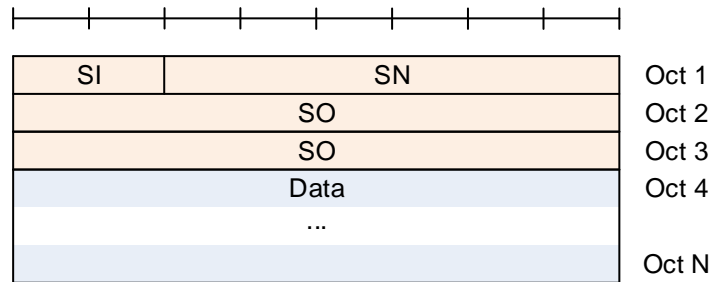 SI SN Oct 1
SO Oct 2
SO Oct 3
Data Oct 4
...
Oct N